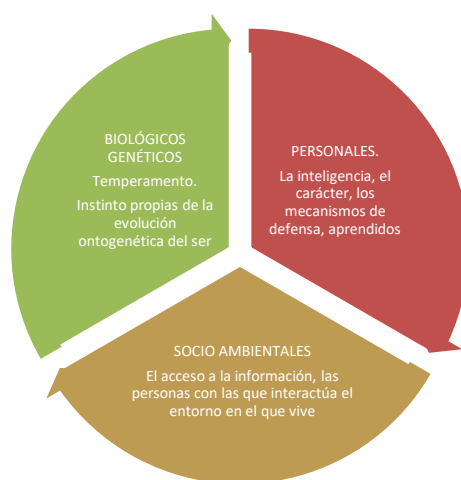 BIOLÓGICOS
GENÉTICOS
Temperamento.
Instinto propias de la
evolución
ontogenética del ser
PERSONALES.
La inteligencia, el
carácter, los
mecanismos de
defensa, aprendidos
SOCIO AMBIENTALES
El acceso a la información, las
personas con las que interactúa el
entorno en el que vive